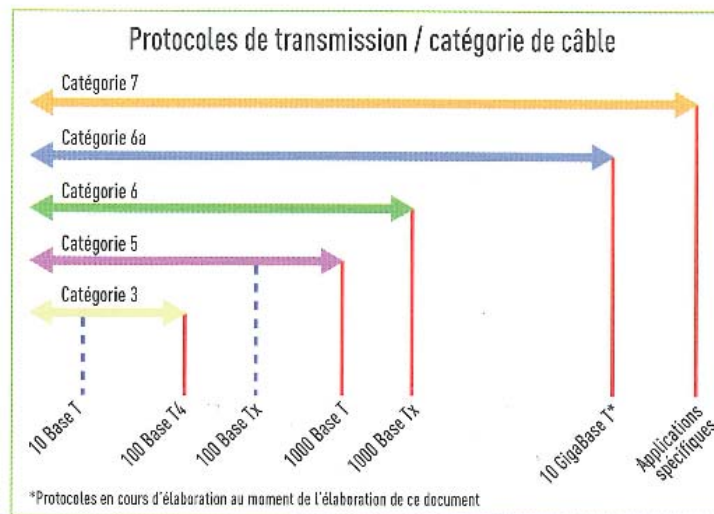 Protocoles de transmission / catégorie de câble
Catégorie 7
Catégorie 6a
Catégorie 6
Catégorie 5
Catégorie 3
10 Base T
100 Base T4
100 Base Tx
1000 Base T
1000 Base Tx
10 GigaBase T*
Applications
spécifiques
*Protocoles en cours d'élaboration au moment de l'élaboration de ce document